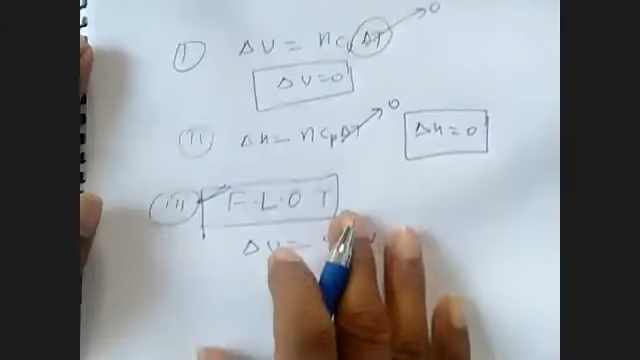 (I) ΔU = nCᵥΔT → 0
ΔU = 0
(II) ΔH = nCₚΔT → 0
ΔH = 0
(III) F.L.O T
ΔU =